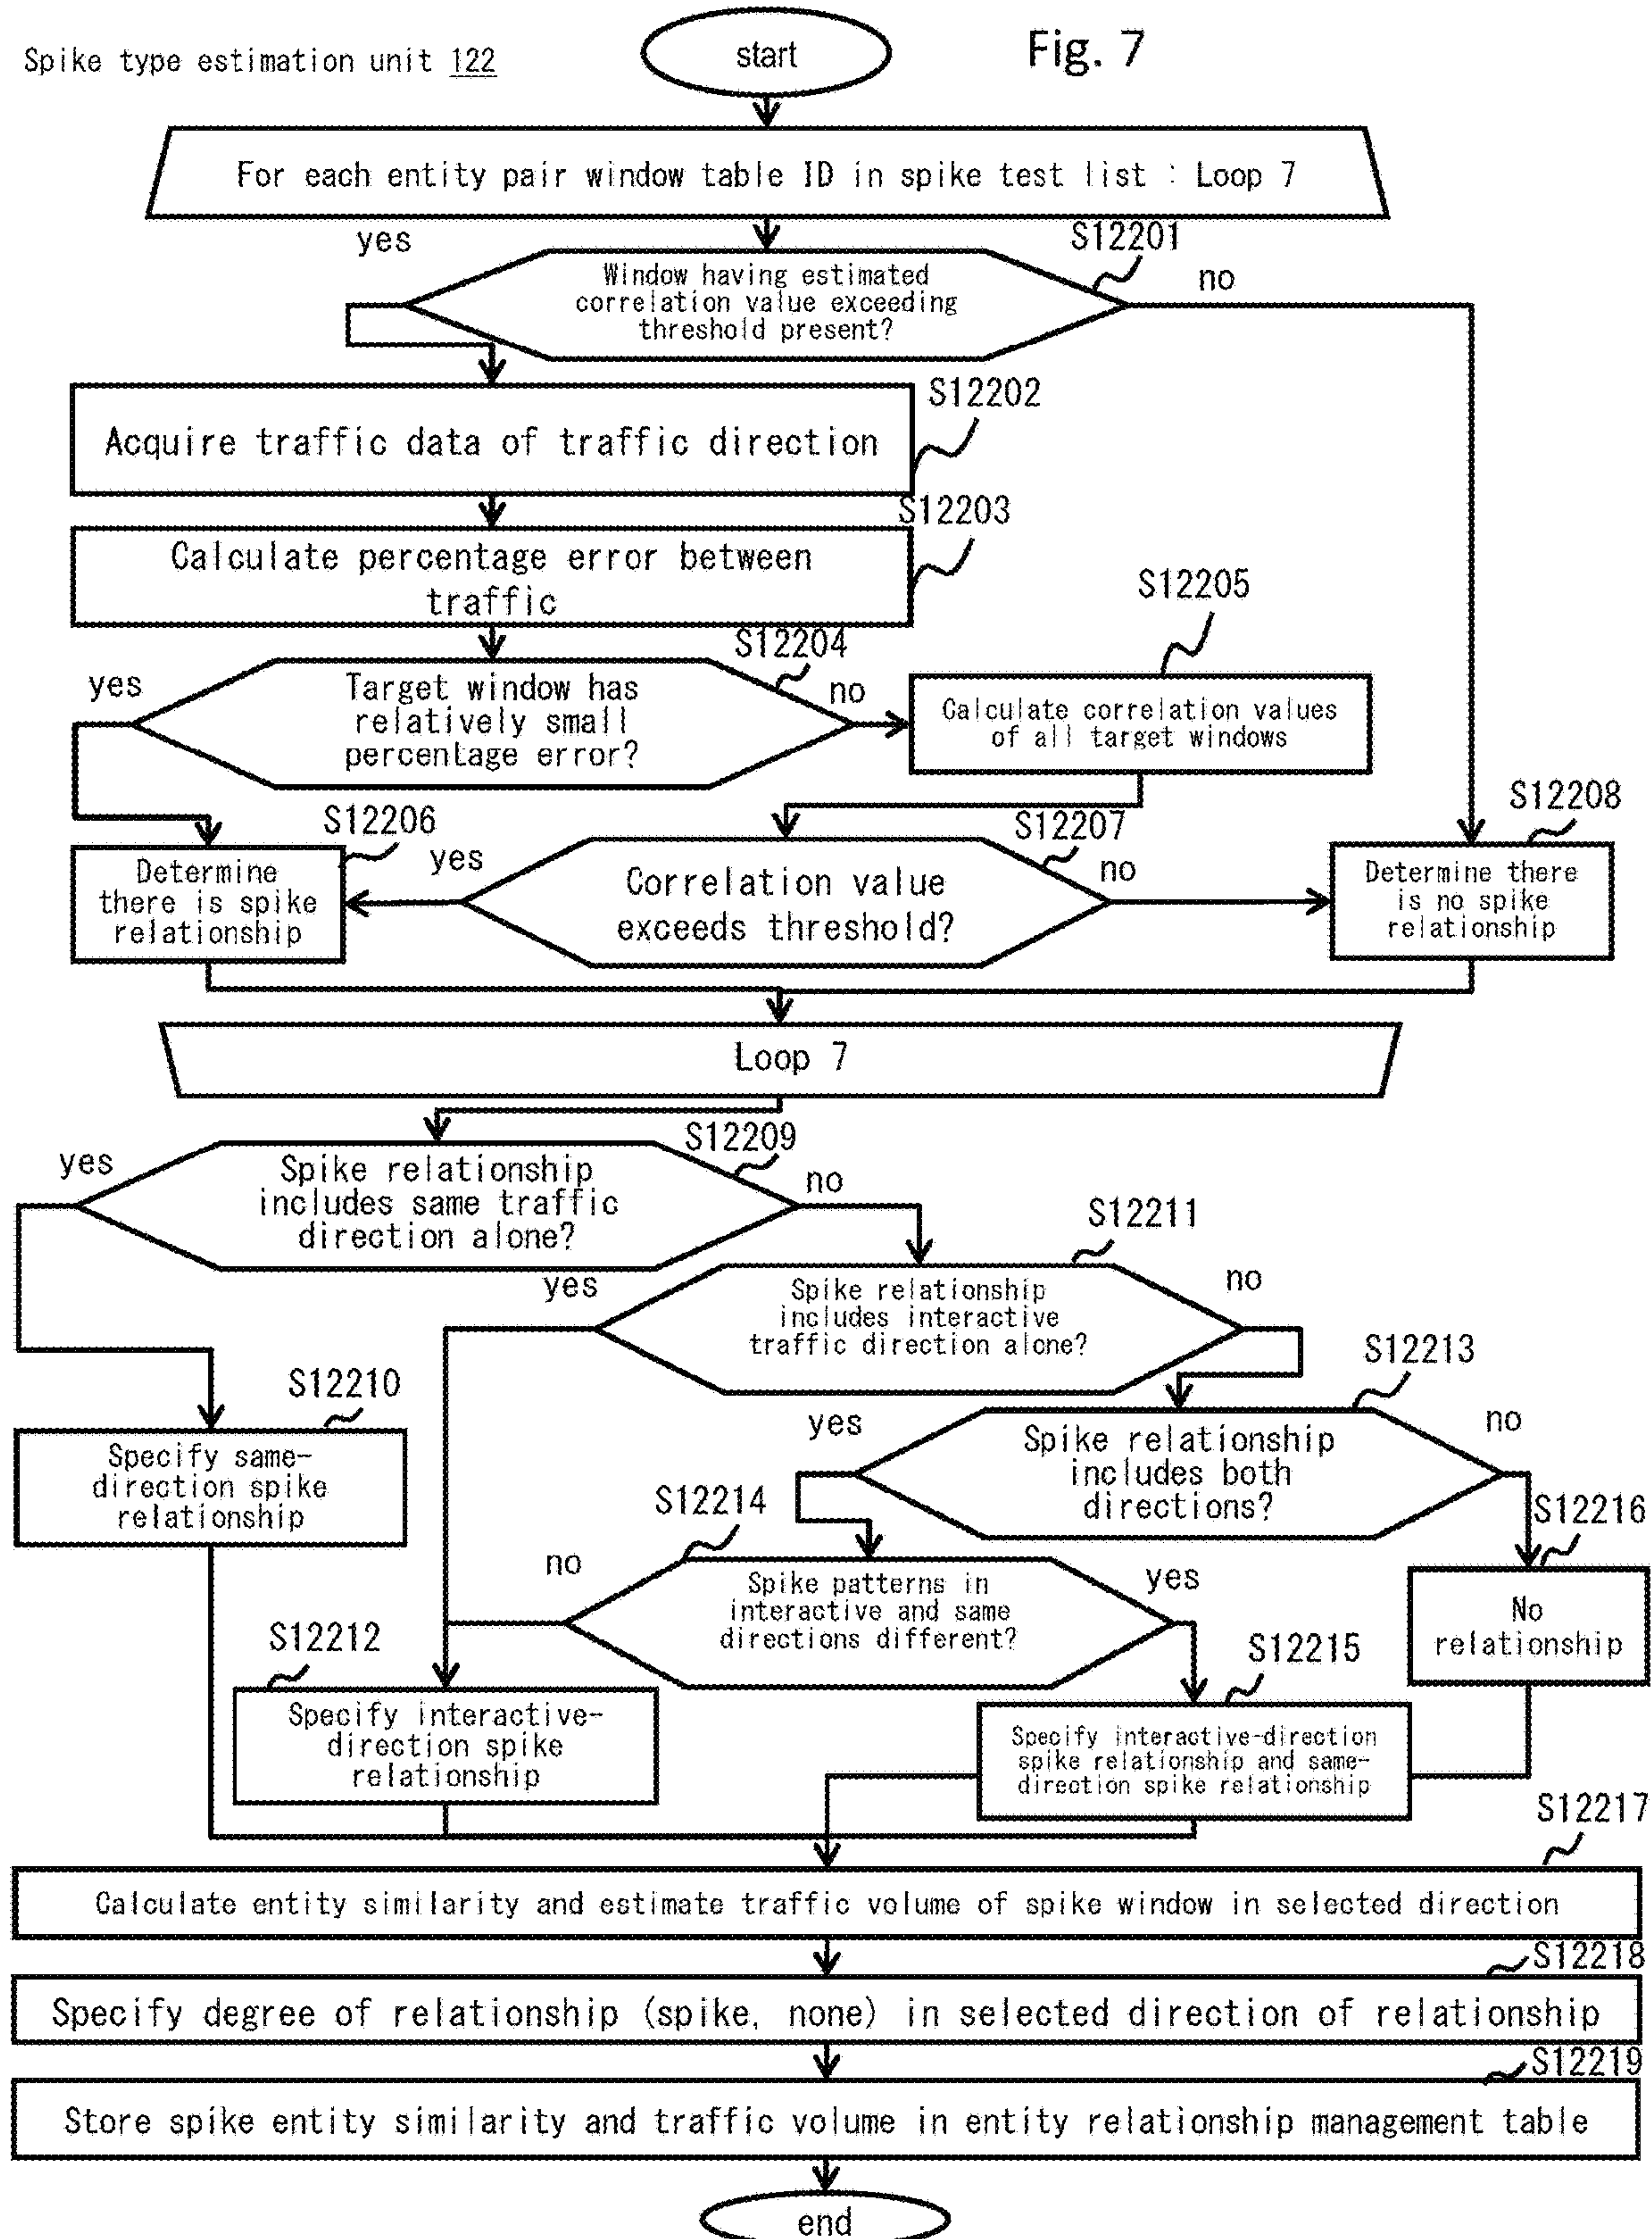 Spike type estimation unit 122
start
Fig. 7
For each entity pair window table ID in spike test list : Loop 7
yes
S12201
Window having estimated
correlation value exceeding
threshold present?
no
S12202
Acquire traffic data of traffic direction
S12203
Calculate percentage error between
traffic
S12204
yes
Target window has
relatively small
percentage error?
no
S12205
Calculate correlation values
of all target windows
S12206
Determine
there is spike
relationship
yes
S12207
Correlation value
exceeds threshold?
no
S12208
Determine there
is no spike
relationship
Loop 7
S12209
yes
Spike relationship
includes same traffic
direction alone?
no
S12211
yes
Spike relationship
includes interactive
traffic direction alone?
no
S12210
Specify same-
direction spike
relationship
S12213
yes
Spike relationship
includes both
directions?
no
S12214
no
Spike patterns in
interactive and same
directions different?
yes
S12216
No
relationship
S12212
Specify interactive-
direction spike
relationship
S12215
Specify interactive-direction
spike relationship and same-
direction spike relationship
S12217
Calculate entity similarity and estimate traffic volume of spike window in selected direction
S12218
Specify degree of relationship (spike, none) in selected direction of relationship
S12219
Store spike entity similarity and traffic volume in entity relationship management table
end